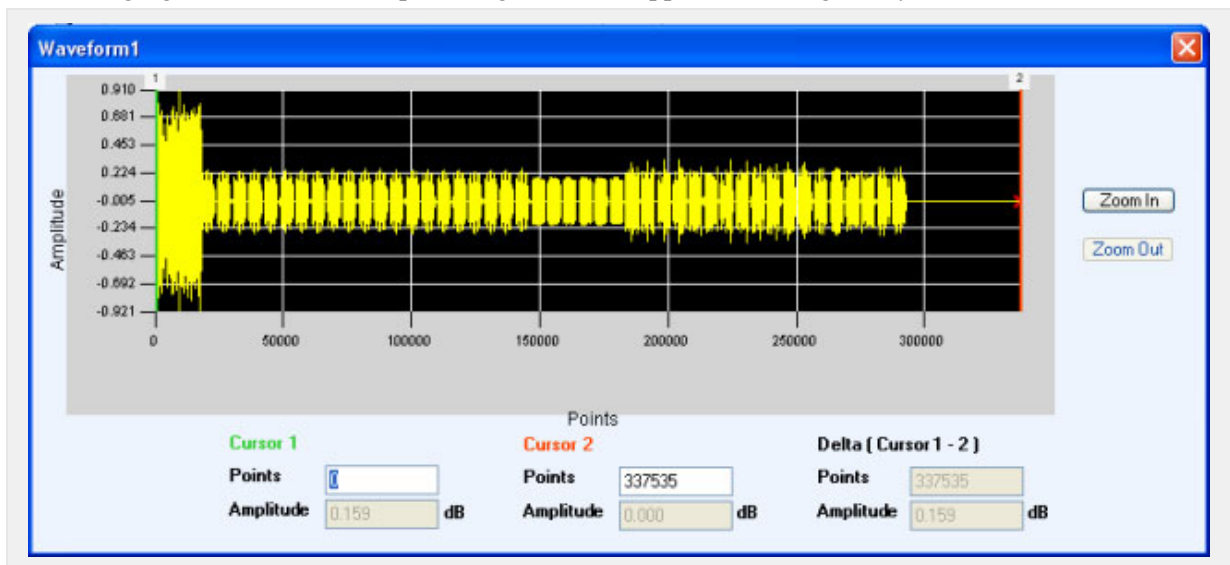 Waveform1
1 2
0.910
0.681
0.453
0.224
-0.005
-0.234
-0.463
-0.692
-0.921
Amplitude
0 50000 100000 150000 200000 250000 300000
Points
Zoom In
Zoom Out
Cursor 1 Cursor 2 Delta ( Cursor 1 - 2 )
Points 0 Points 337535 Points 337535
Amplitude 0.159 dB Amplitude 0.000 dB Amplitude 0.159 dB